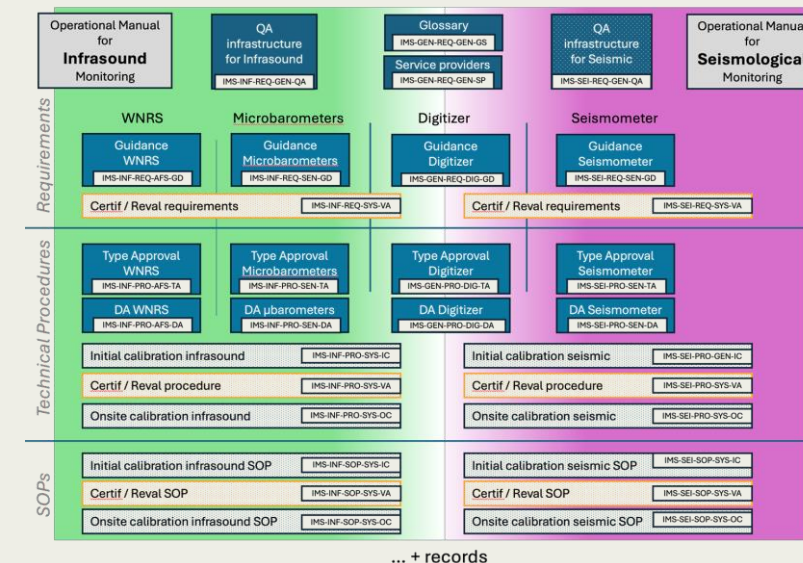 Operational Manual
for
Infrasound
Monitoring
QA
infrastructure
for Infrasound
IMS-INF-REQ-GEN-QA
Glossary
IMS-GEN-REQ-GEN-GS
Service providers
IMS-GEN-REQ-GEN-SP
QA
infrastructure
for Seismic
IMS-SEI-REQ-GEN-QA
Operational Manua
for
Seismologica
Monitoring
Requirements
WNRS
Microbarometers
Digitizer
Seismometer
Guidance
WNRS
IMS-INF-REQ-AFS-GD
Guidance
Microbarometers
IMS-INF-REQ-SEN-GD
Guidance
Digitizer
IMS-GEN-REQ-DIG-GD
Guidance
Seismometer
IMS-SEI-REQ-SEN-GD
Certif / Reval requirements
IMS-INF-REQ-SYS-VA
Certif / Reval requirements
IMS-SEI-REQ-SYS-VA
Technical Procedures
Type Approval
WNRS
IMS-INF-PRO-AFS-TA
Type Approval
Microbarometers
IMS-INF-PRO-SEN-TA
Type Approval
Digitizer
IMS-GEN-PRO-DIG-TA
Type Approval
Seismometer
IMS-SEI-PRO-SEN-TA
DA WNRS
IMS-INF-PRO-AFS-DA
DA µbarometers
IMS-INF-PRO-SEN-DA
DA Digitizer
IMS-GEN-PRO-DIG-DA
DA Seismometer
IMS-SEI-PRO-SEN-DA
Initial calibration infrasound
IMS-INF-PRO-SYS-IC
Initial calibration seismic
IMS-SEI-PRO-GEN-IC
Certif / Reval procedure
IMS-INF-PRO-SYS-VA
Certif / Reval procedure
IMS-SEI-PRO-SYS-VA
Onsite calibration infrasound
IMS-INF-PRO-SYS-OC
Onsite calibration seismic
IMS-SEI-PRO-SYS-OC
SOPs
Initial calibration infrasound SOP
IMS-INF-SOP-SYS-IC
Initial calibration seismic SOP
IMS-SEI-SOP-SYS-IC
Certif / Reval SOP
IMS-INF-SOP-SYS-VA
Certif / Reval SOP
IMS-SEI-SOP-SYS-VA
Onsite calibration infrasound SOP
IMS-INF-SOP-SYS-OC
Onsite calibration seismic SOP
IMS-SEI-SOP-SYS-OC
... + records